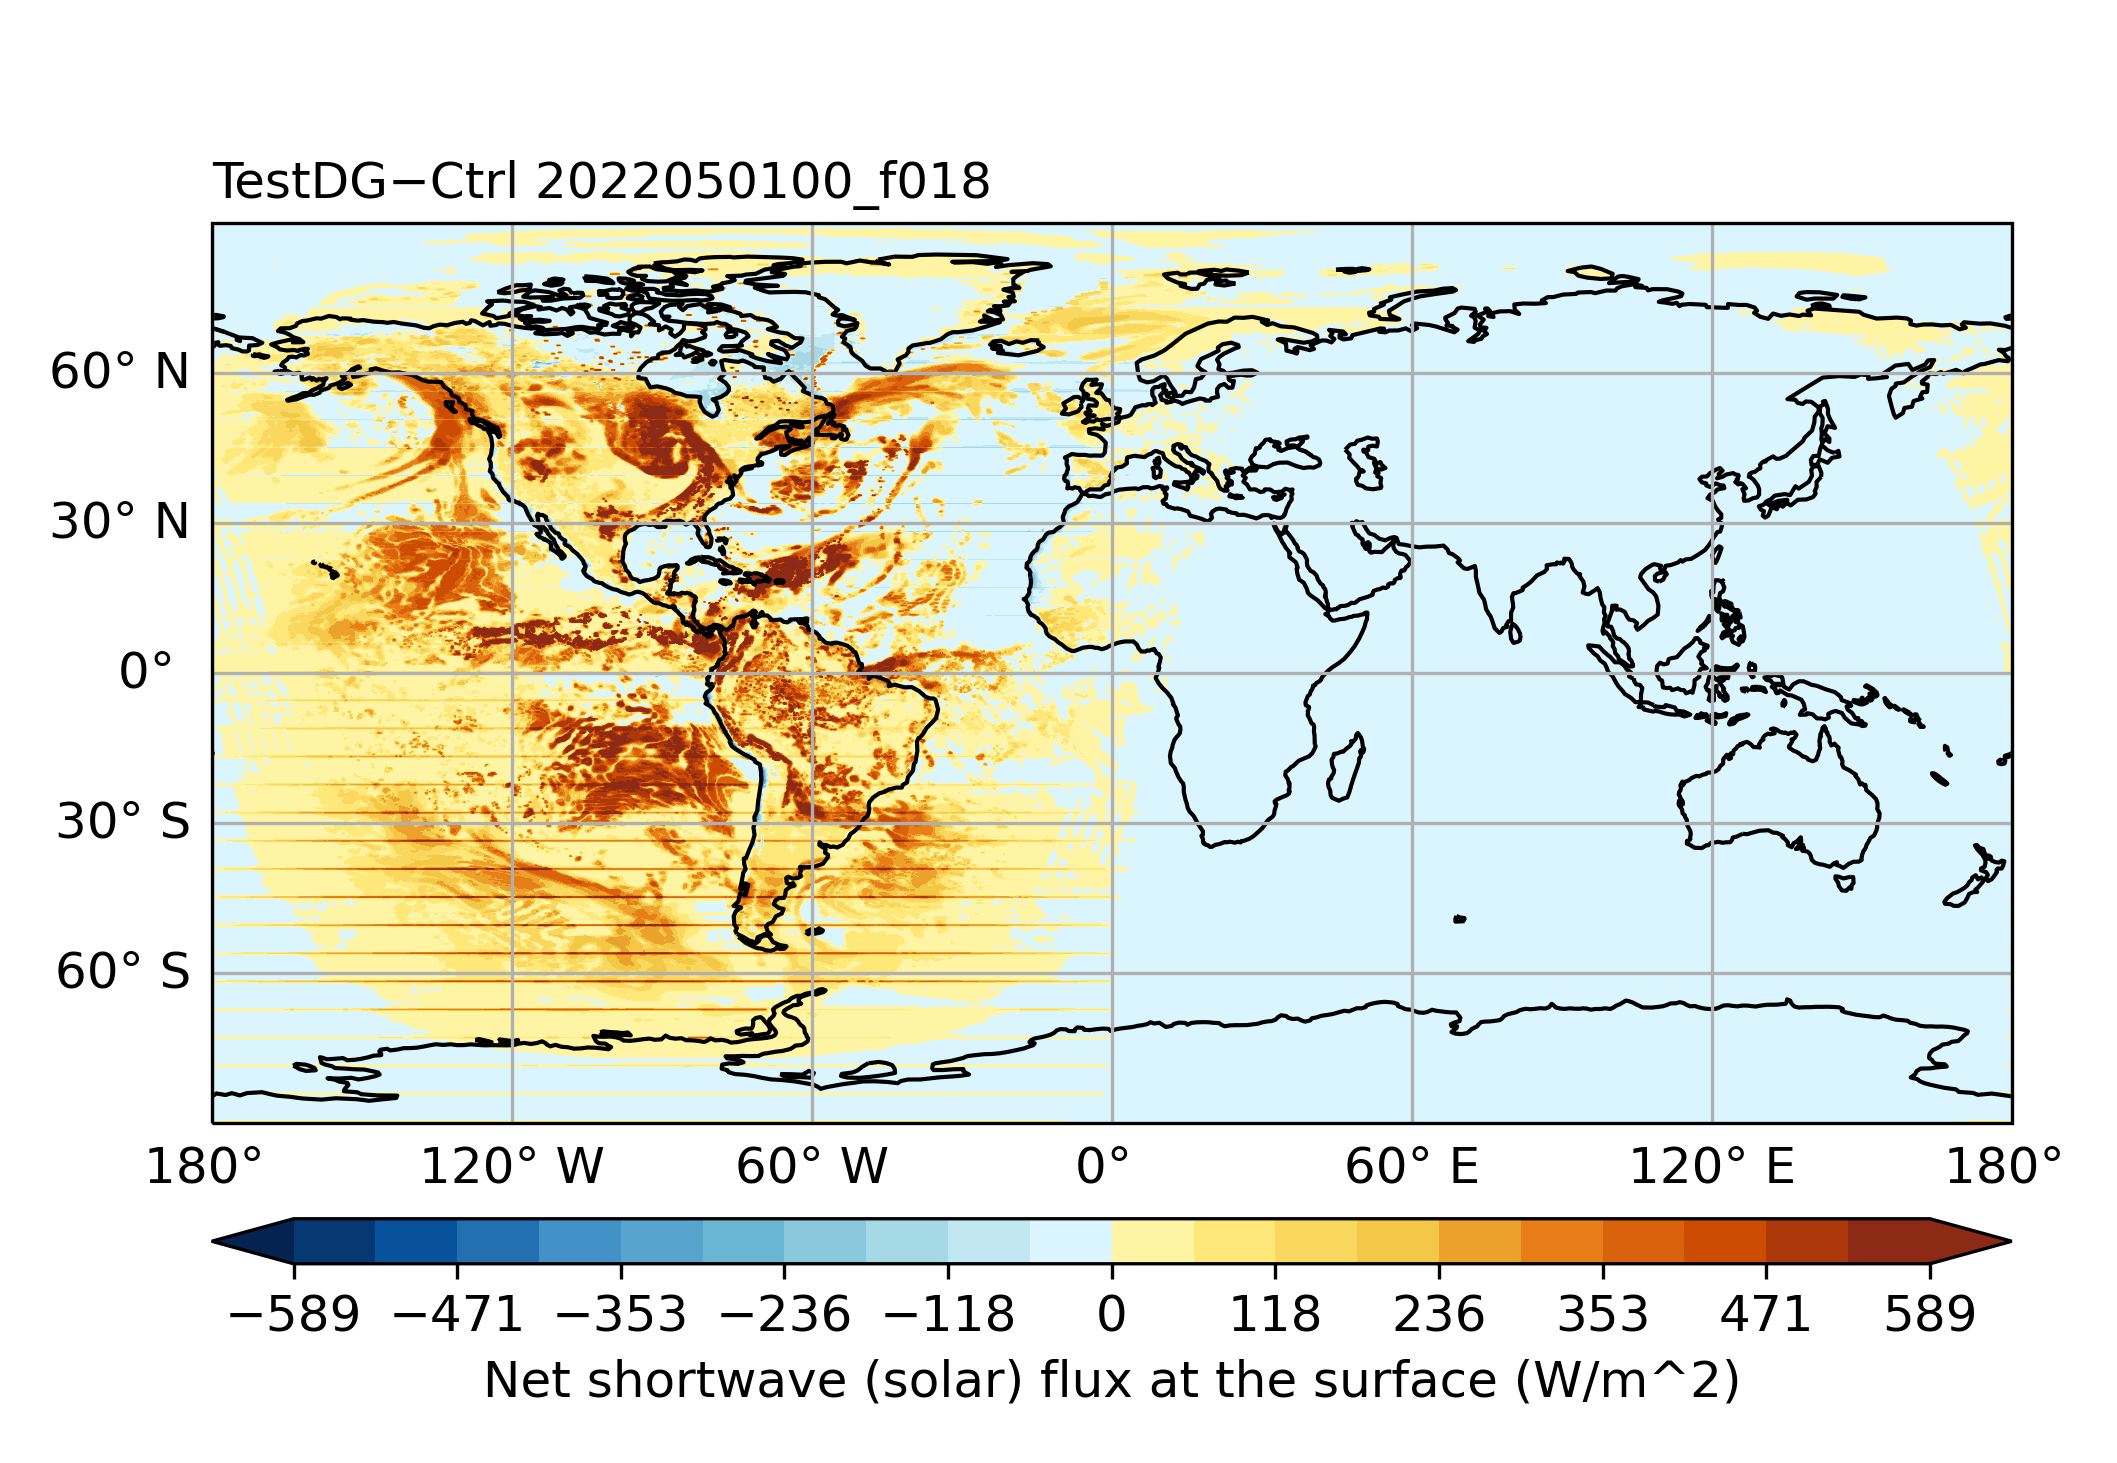 TestDG−Ctrl 2022050100_f018
60° N
30° N
0°
30° S
60° S
180° 120° W 60° W 0° 60° E 120° E 180°
−589 −471 −353 −236 −118 0 118 236 353 471 589
Net shortwave (solar) flux at the surface (W/m^2)